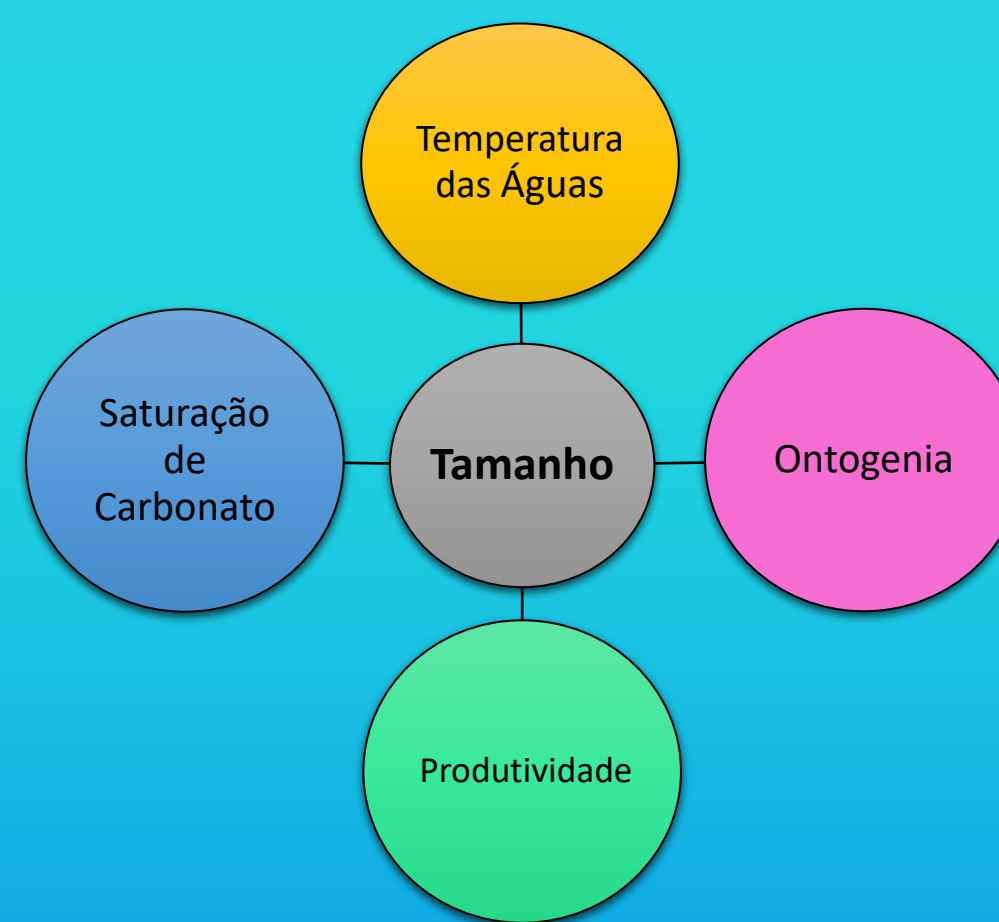 Temperatura
das Águas
Saturação
de
Carbonato
Tamanho
Ontogenia
Produtividade